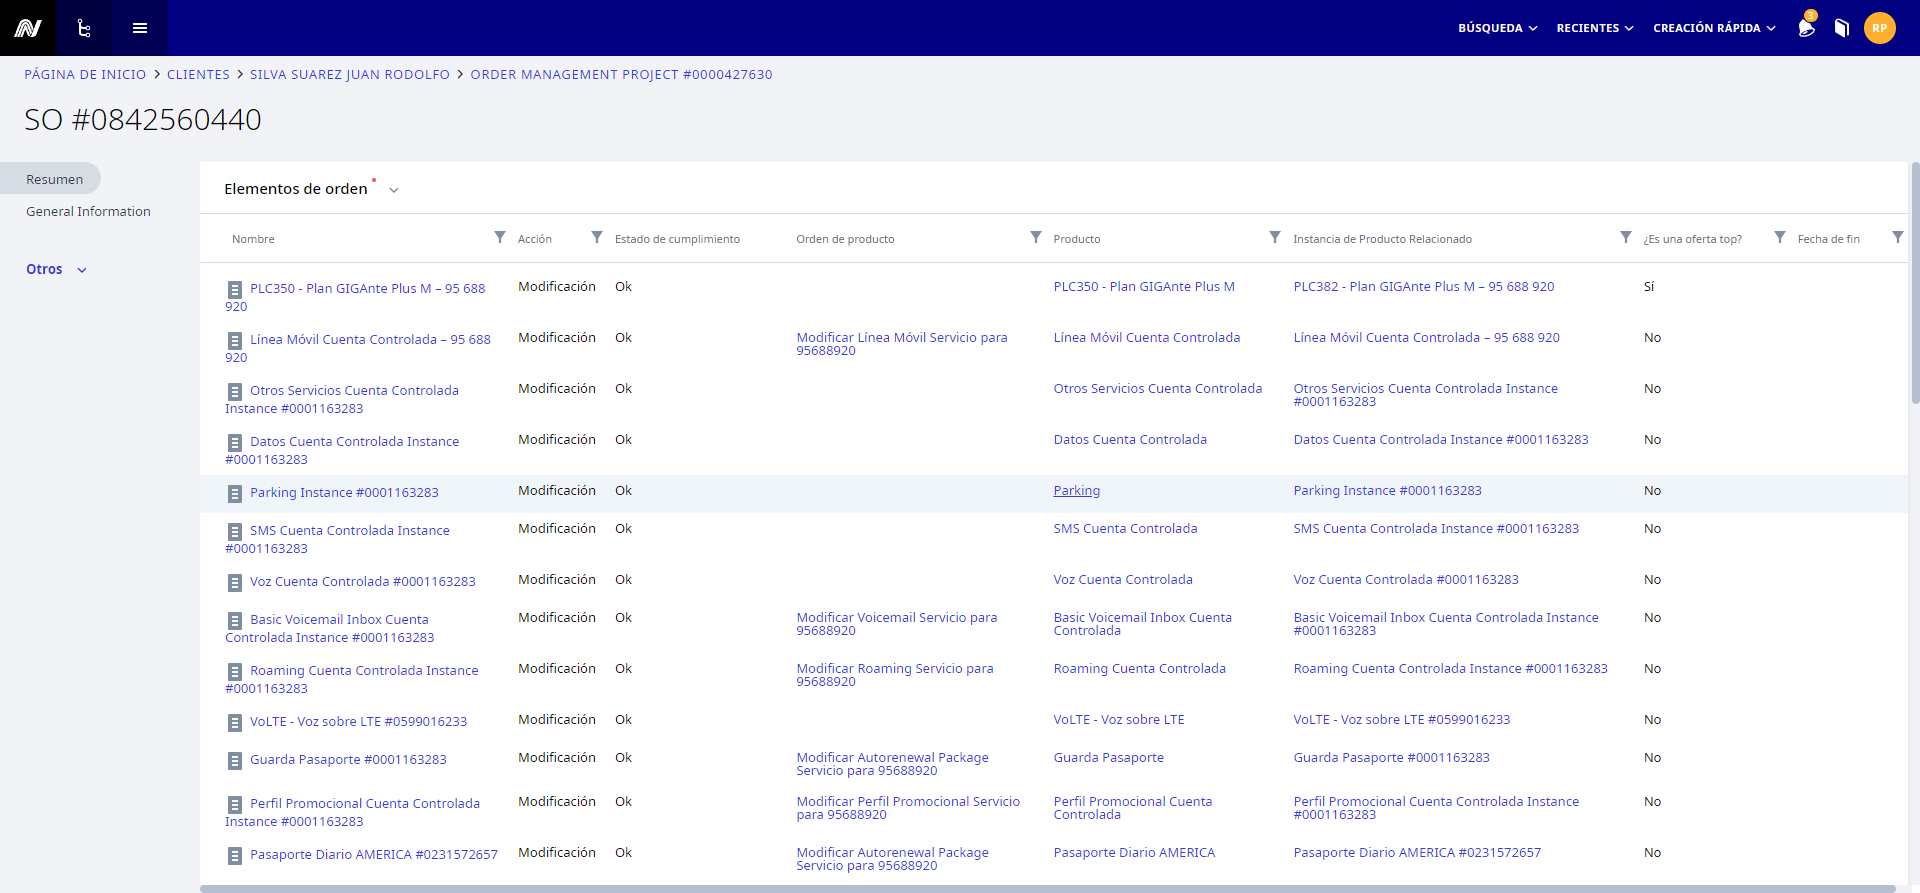 BÚSQUEDA RECIENTES CREACIÓN RÁPIDA 3 RP
PÁGINA DE INICIO > CLIENTES > SILVA SUAREZ JUAN RODOLFO > ORDER MANAGEMENT PROJECT #0000427630
SO #0842560440
Resumen
General Information
Otros
Elementos de orden
Nombre Acción Estado de cumplimiento Orden de producto Producto Instancia de Producto Relacionado ¿Es una oferta top? Fecha de fin
PLC350 - Plan GIGAnte Plus M – 95 688 Modificación Ok PLC350 - Plan GIGAnte Plus M PLC382 - Plan GIGAnte Plus M – 95 688 920 Sí
920
Línea Móvil Cuenta Controlada – 95 688 Modificación Ok Modificar Línea Móvil Servicio para Línea Móvil Cuenta Controlada Línea Móvil Cuenta Controlada – 95 688 920 No
920 95688920
Otros Servicios Cuenta Controlada Modificación Ok Otros Servicios Cuenta Controlada Otros Servicios Cuenta Controlada Instance No
Instance #0001163283 #0001163283
Datos Cuenta Controlada Instance Modificación Ok Datos Cuenta Controlada Datos Cuenta Controlada Instance #0001163283 No
#0001163283
Parking Instance #0001163283 Modificación Ok Parking Parking Instance #0001163283 No
SMS Cuenta Controlada Instance Modificación Ok SMS Cuenta Controlada SMS Cuenta Controlada Instance #0001163283 No
#0001163283
Voz Cuenta Controlada #0001163283 Modificación Ok Voz Cuenta Controlada Voz Cuenta Controlada #0001163283 No
Basic Voicemail Inbox Cuenta Modificación Ok Modificar Voicemail Servicio para Basic Voicemail Inbox Cuenta Basic Voicemail Inbox Cuenta Controlada Instance No
Controlada Instance #0001163283 95688920 Controlada #0001163283
Roaming Cuenta Controlada Instance Modificación Ok Modificar Roaming Servicio para Roaming Cuenta Controlada Roaming Cuenta Controlada Instance #0001163283 No
#0001163283 95688920
VoLTE - Voz sobre LTE #0599016233 Modificación Ok VoLTE - Voz sobre LTE VoLTE - Voz sobre LTE #0599016233 No
Guarda Pasaporte #0001163283 Modificación Ok Modificar Autorenewal Package Guarda Pasaporte Guarda Pasaporte #0001163283 No
Servicio para 95688920
Perfil Promocional Cuenta Controlada Modificación Ok Modificar Perfil Promocional Servicio Perfil Promocional Cuenta Perfil Promocional Cuenta Controlada Instance No
Instance #0001163283 para 95688920 Controlada #0001163283
Pasaporte Diario AMERICA #0231572657 Modificación Ok Modificar Autorenewal Package Pasaporte Diario AMERICA Pasaporte Diario AMERICA #0231572657 No
Servicio para 95688920